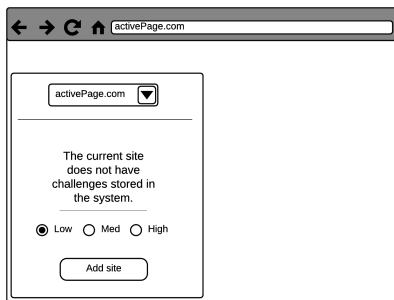 activePage.com
activePage.com
The current site
does not have
challenges stored in
the system.
Low Med High
Add site